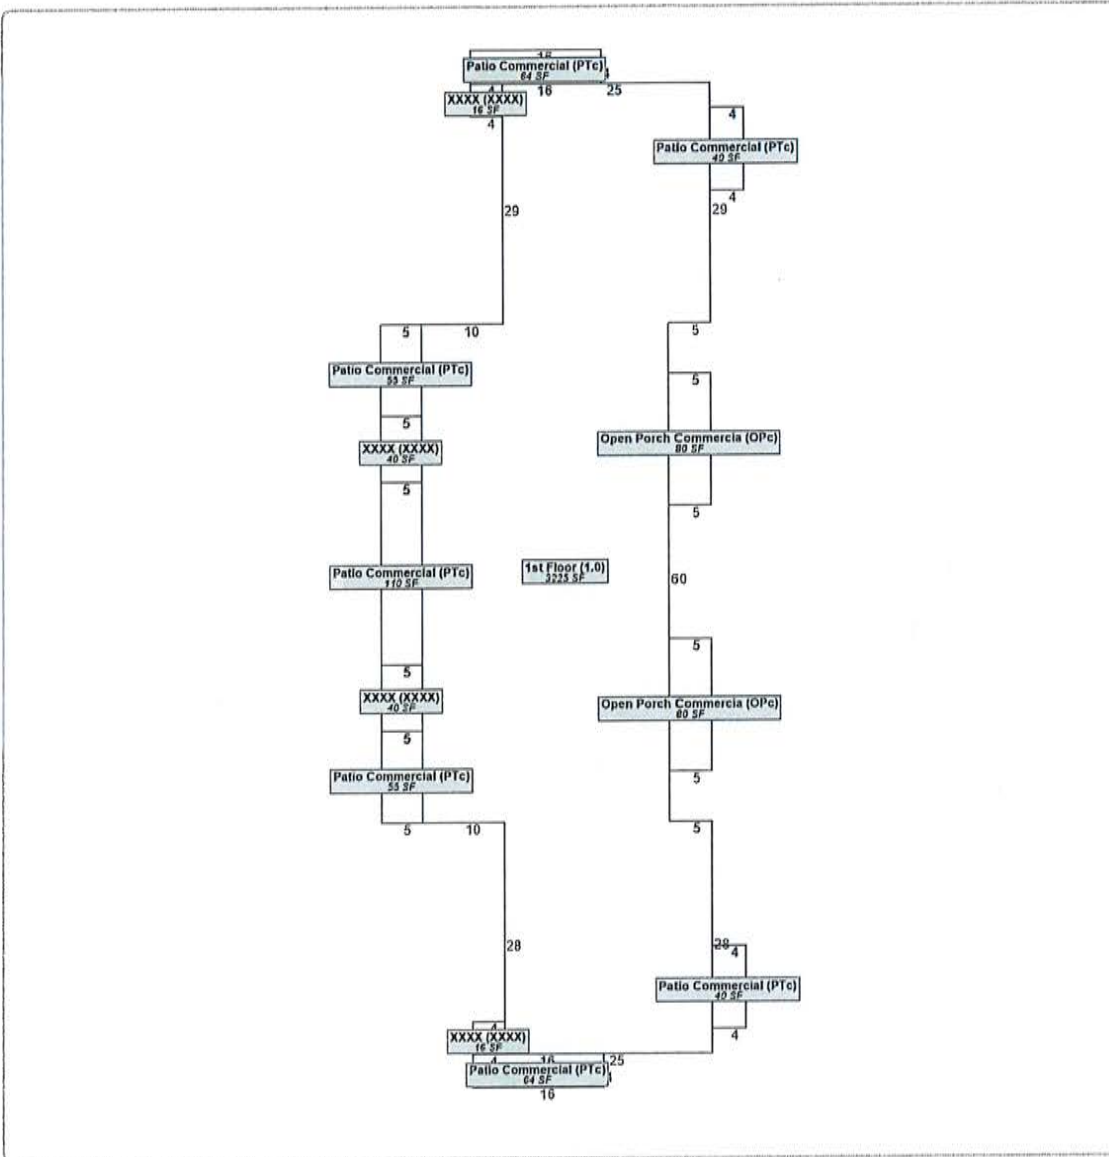 16
Patio Commercial (PTc)
64 SF
4
16
25
XXXX (XXXX)
16 SF
4
4
Patio Commercial (PTc)
40 SF
4
29
29
5
10
5
Patio Commercial (PTc)
55 SF
5
5
XXXX (XXXX)
40 SF
Open Porch Commercia (OPc)
80 SF
5
5
1st Floor (1.0)
3225 SF
Patio Commercial (PTc)
110 SF
60
5
5
XXXX (XXXX)
40 SF
Open Porch Commercia (OPc)
80 SF
5
Patio Commercial (PTc)
55 SF
5
5
10
5
28
28
4
Patio Commercial (PTc)
40 SF
4
4
XXXX (XXXX)
16 SF
4
16
25
Patio Commercial (PTc)
64 SF
16